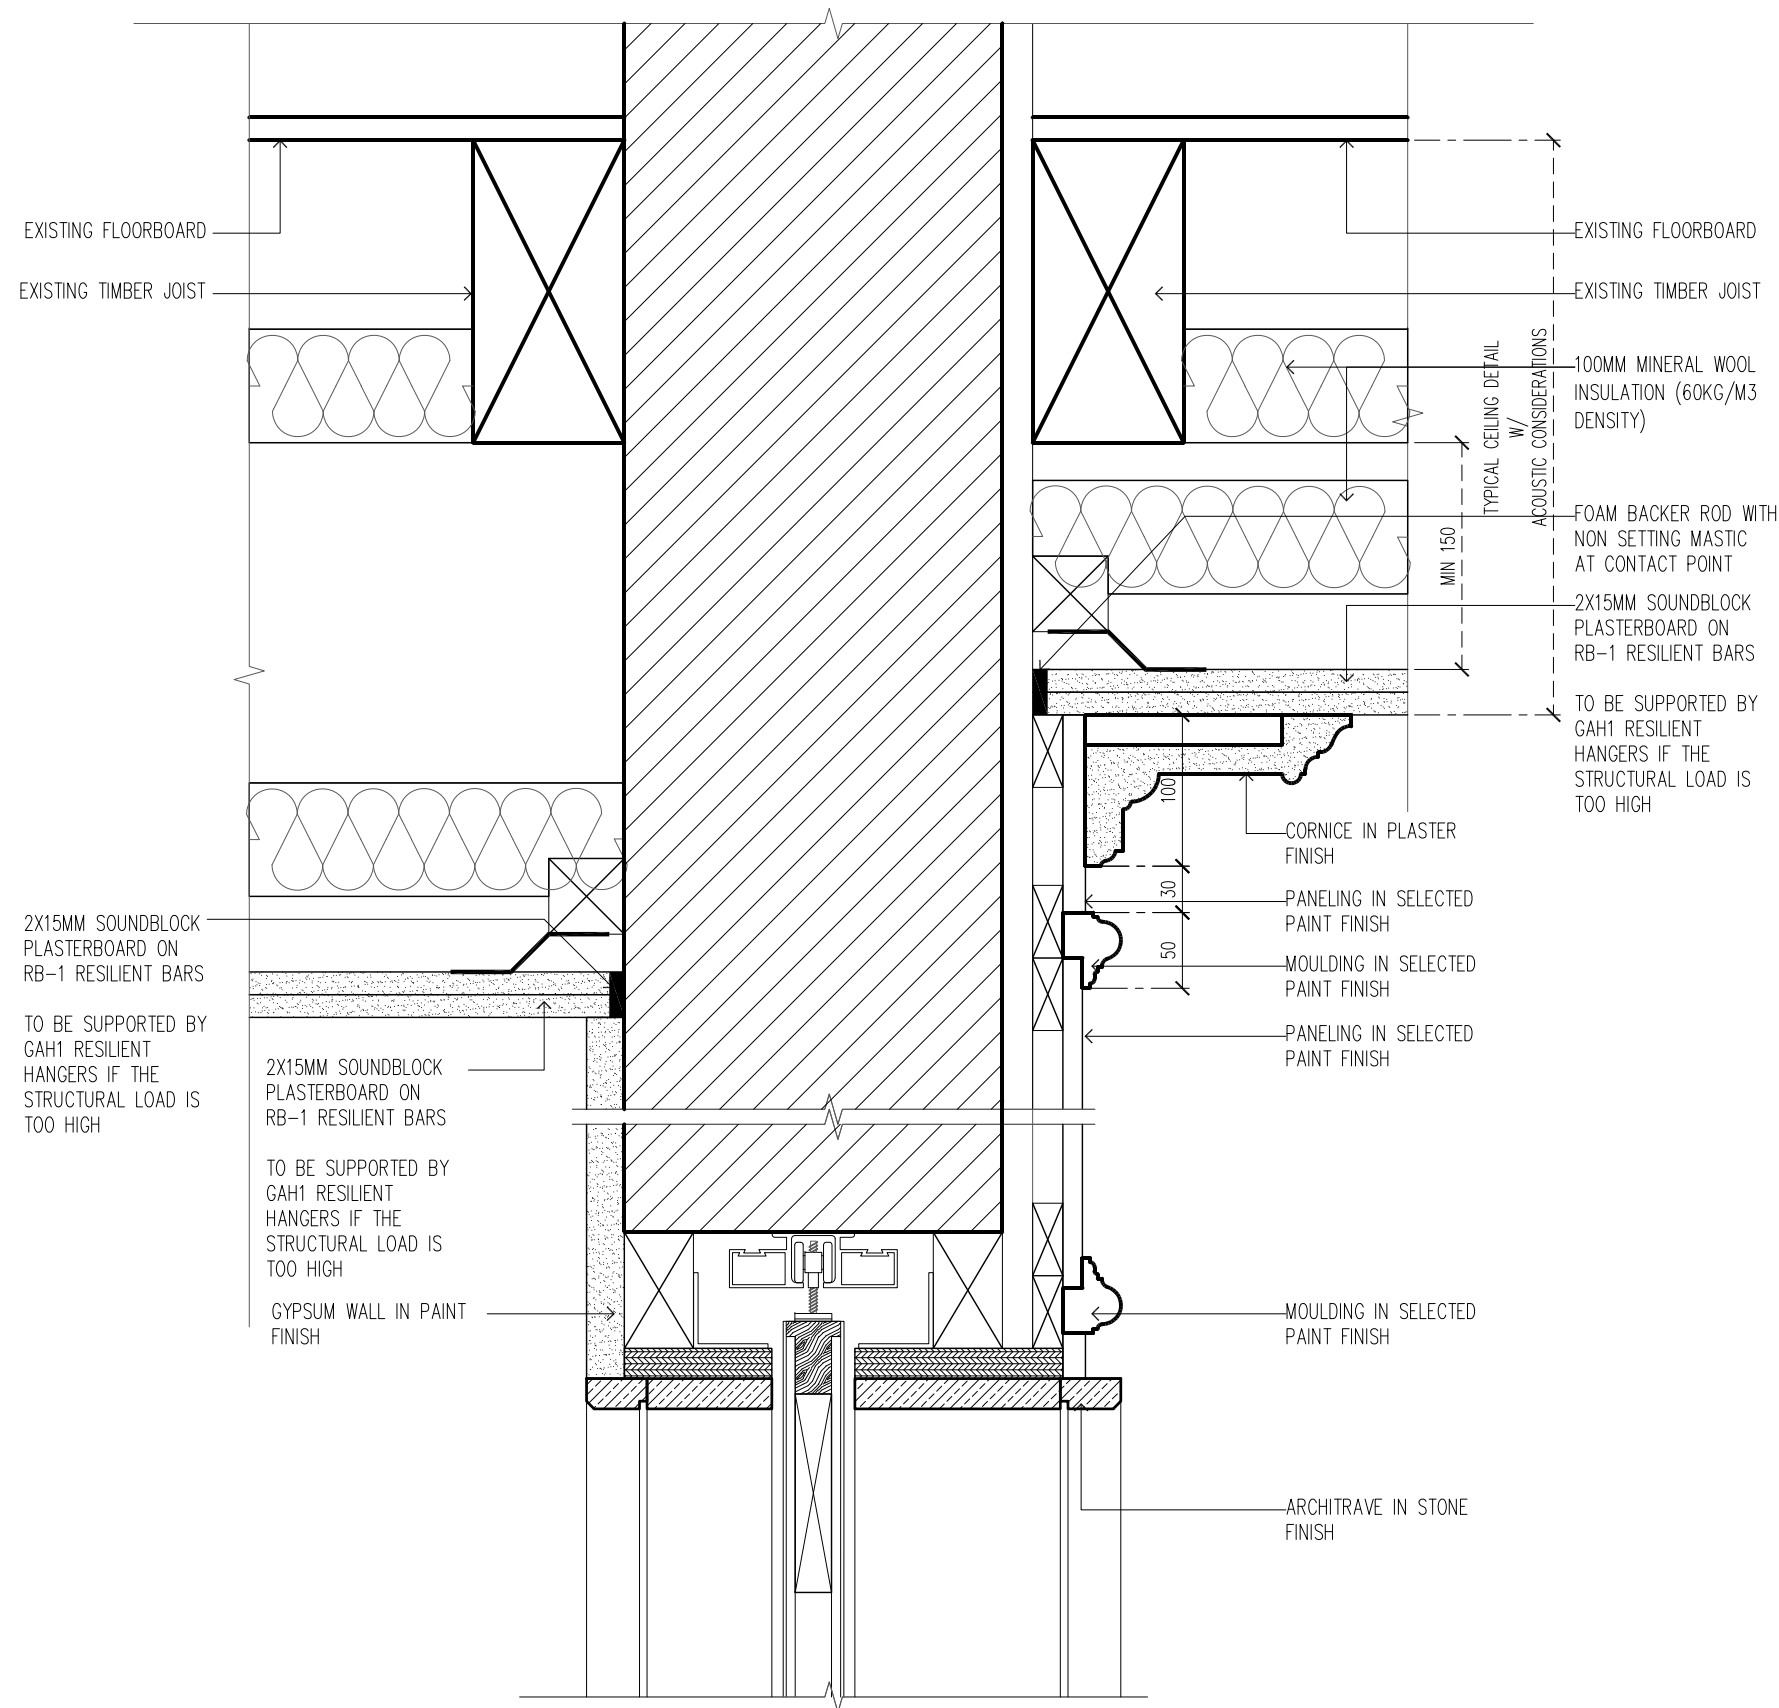 EXISTING FLOORBOARD
EXISTING TIMBER JOIST
2X15MM SOUNDBLOCK
PLASTERBOARD ON
RB-1 RESILIENT BARS
TO BE SUPPORTED BY
GAH1 RESILIENT
HANGERS IF THE
STRUCTURAL LOAD IS
TOO HIGH
2X15MM SOUNDBLOCK
PLASTERBOARD ON
RB-1 RESILIENT BARS
TO BE SUPPORTED BY
GAH1 RESILIENT
HANGERS IF THE
STRUCTURAL LOAD IS
TOO HIGH
GYPSUM WALL IN PAINT
FINISH
EXISTING FLOORBOARD
EXISTING TIMBER JOIST
TYPICAL CEILING DETAIL
W/
ACOUSTIC CONSIDERATIONS
100MM MINERAL WOOL
INSULATION (60KG/M3
DENSITY)
MIN 150
FOAM BACKER ROD WITH
NON SETTING MASTIC
AT CONTACT POINT
2X15MM SOUNDBLOCK
PLASTERBOARD ON
RB-1 RESILIENT BARS
TO BE SUPPORTED BY
GAH1 RESILIENT
HANGERS IF THE
STRUCTURAL LOAD IS
TOO HIGH
100
30
50
CORNICE IN PLASTER
FINISH
PANELING IN SELECTED
PAINT FINISH
MOULDING IN SELECTED
PAINT FINISH
PANELING IN SELECTED
PAINT FINISH
MOULDING IN SELECTED
PAINT FINISH
ARCHITRAVE IN STONE
FINISH